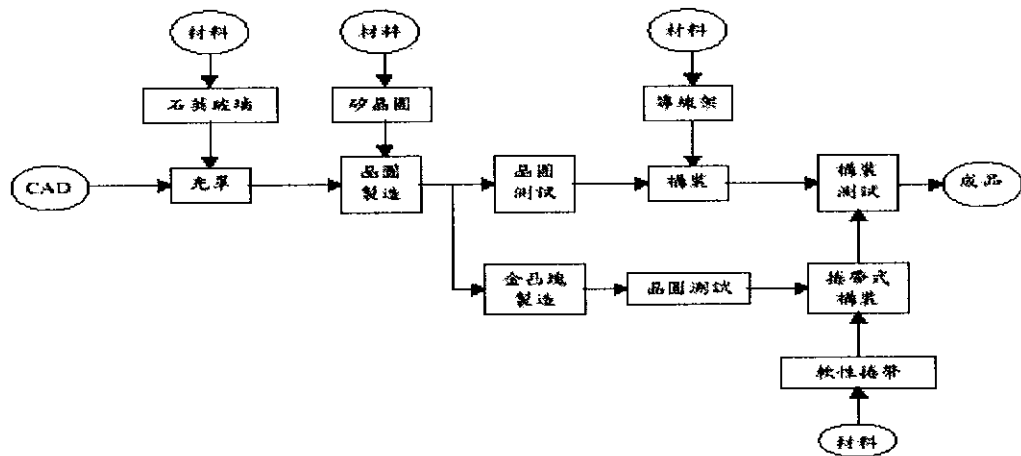 材料
材料
材料
石英玻璃
矽晶圓
導線架
CAD
光罩
晶圓
製造
晶圓
測試
構裝
構裝
測試
成品
金凸塊
製造
晶圓測試
捲帶式
構裝
軟性捲帶
材料